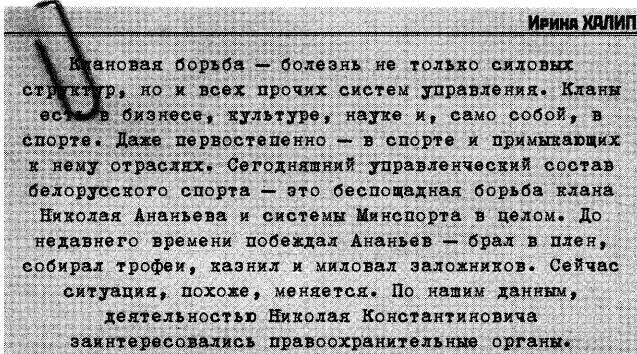 Ирина ХАЛИП
Клановая борьба — болезнь не только силовых
структур, но и всех прочих систем управления. Кланы
есть в бизнесе, культуре, науке и, само собой, в
спорте. Даже первостепенно — в спорте и примыкающих
к нему отраслях. Сегодняшний управленческий состав
белорусского спорта — это беспощадная борьба клана
Николая Ананьева и системы Минспорта в целом. До
недавнего времени побеждал Ананьев — брал в плен,
собирал трофеи, казнил и миловал заложников. Сейчас
ситуация, похоже, меняется. По нашим данным,
деятельностью Николая Константиновича
заинтересовались правоохранительные органы.